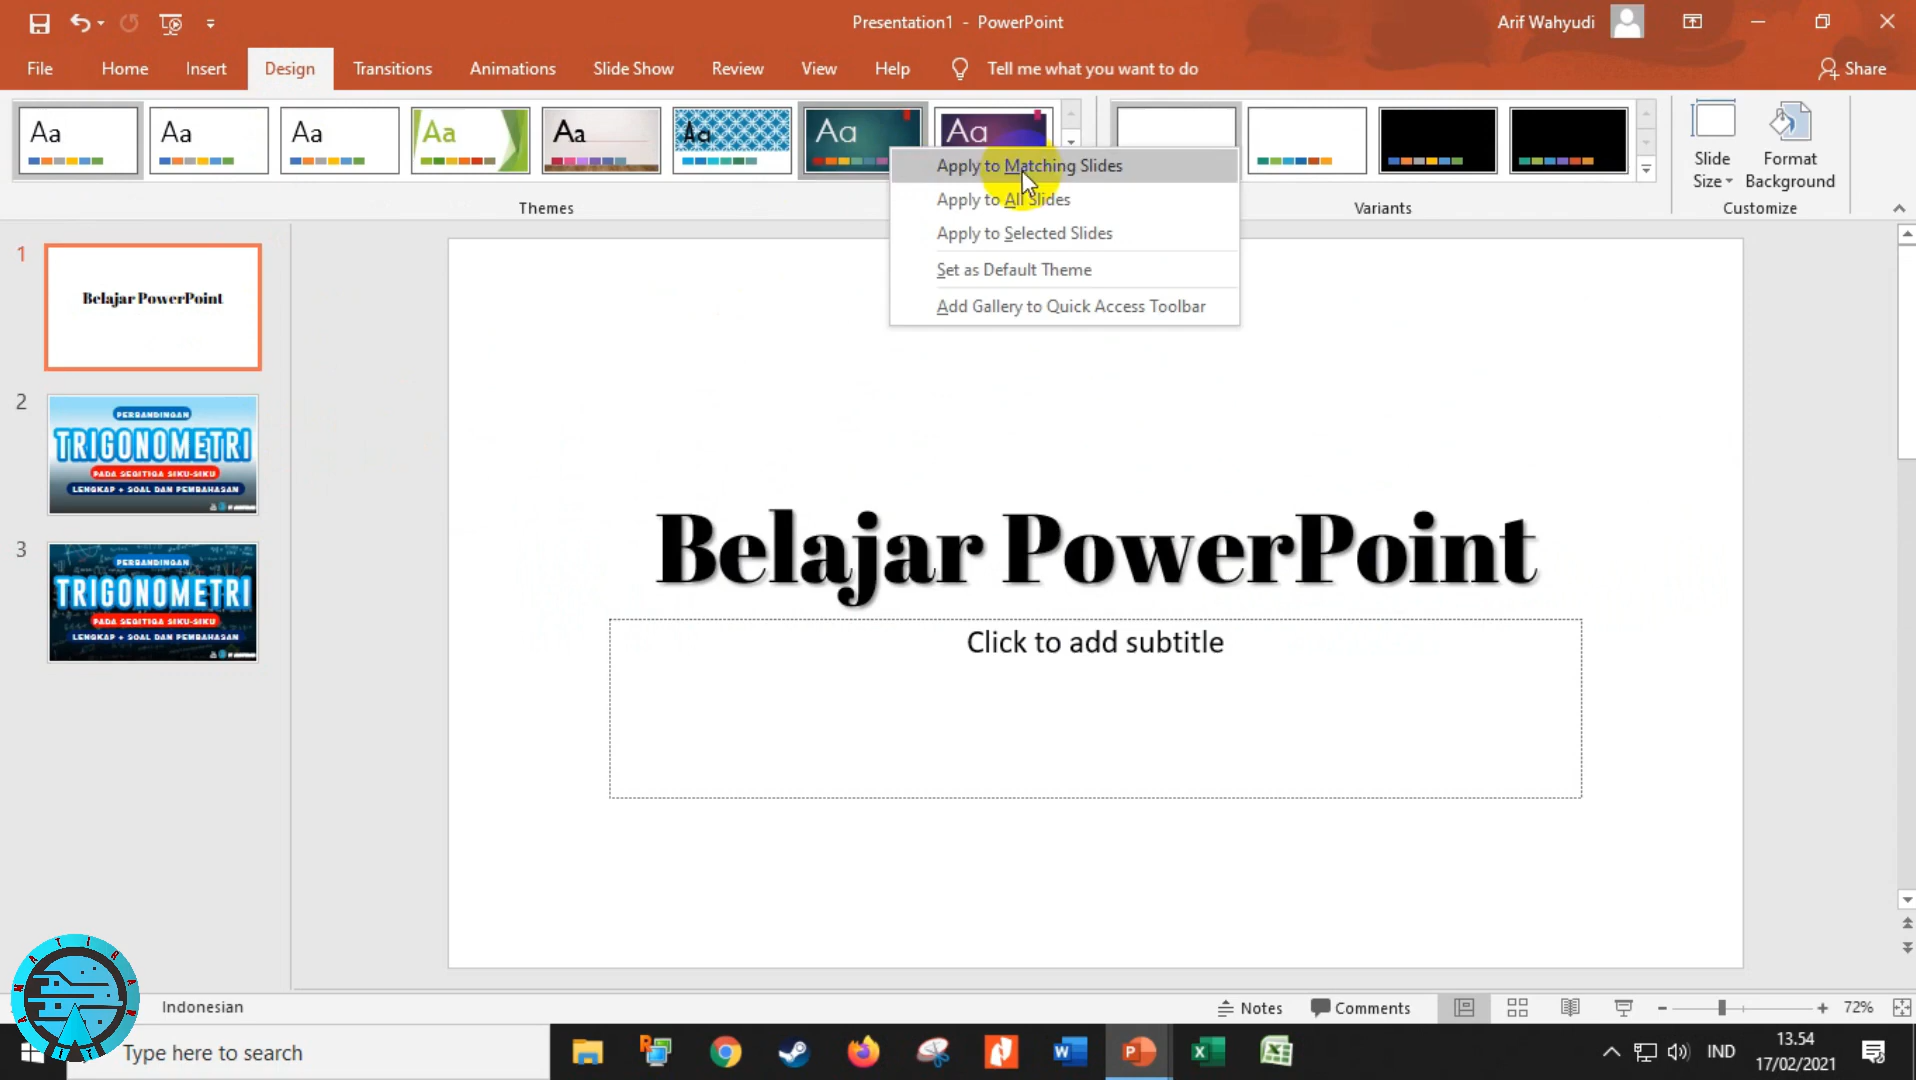 Presentation1 - PowerPoint
Arif Wahyudi
File Home Insert Design Transitions Animations Slide Show Review View Help Tell me what you want to do Share
Aa Aa Aa Aa Aa Aa Aa Aa
Slide Size
Format Background
Themes
Variants
Customize
Apply to Matching Slides
Apply to All Slides
Apply to Selected Slides
Set as Default Theme
Add Gallery to Quick Access Toolbar
1
Belajar PowerPoint
2
PERBANDINGAN
TRIGONOMETRI
PADA SEGITIGA SIKU-SIKU
LENGKAP + SOAL DAN PEMBAHASAN
3
PERBANDINGAN
TRIGONOMETRI
PADA SEGITIGA SIKU-SIKU
LENGKAP + SOAL DAN PEMBAHASAN
Belajar PowerPoint
Click to add subtitle
Indonesian
Notes Comments 72%
Type here to search
IND
13.54
17/02/2021